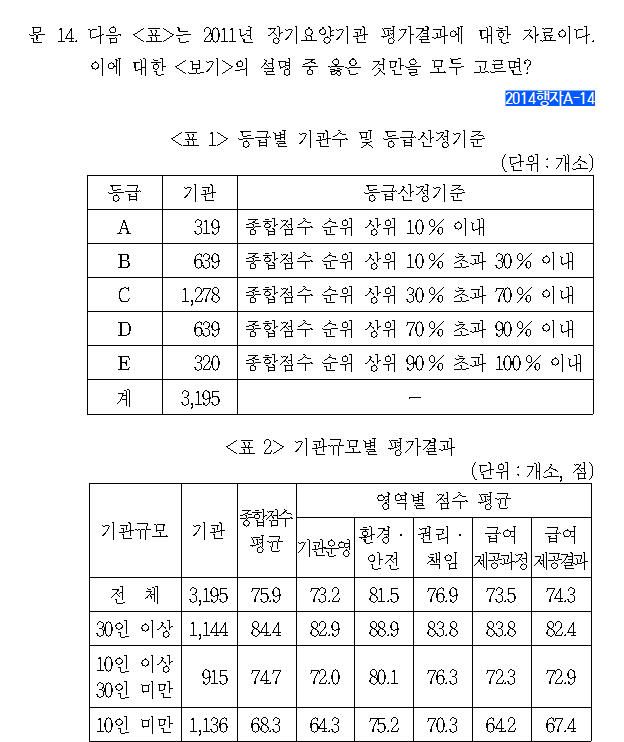 문 14. 다음 <표>는 2011년 장기요양기관 평가결과에 대한 자료이다.
이에 대한 <보기>의 설명 중 옳은 것만을 모두 고르면?
2014행자A-14
<표 1> 등급별 기관수 및 등급산정기준
(단위 : 개소)
등급 기관 등급산정기준
A 319 종합점수 순위 상위 10% 이내
B 639 종합점수 순위 상위 10% 초과 30% 이내
C 1,278 종합점수 순위 상위 30% 초과 70% 이내
D 639 종합점수 순위 상위 70% 초과 90% 이내
E 320 종합점수 순위 상위 90% 초과 100% 이내
계 3,195 －
<표 2> 기관규모별 평가결과
(단위 : 개소, 점)
기관규모 기관 종합점수 평균 영역별 점수 평균
기관운영 환경·안전 권리·책임 급여제공과정 급여제공결과
전 체 3,195 75.9 73.2 81.5 76.9 73.5 74.3
30인 이상 1,144 84.4 82.9 88.9 83.8 83.8 82.4
10인 이상
30인 미만 915 74.7 72.0 80.1 76.3 72.3 72.9
10인 미만 1,136 68.3 64.3 75.2 70.3 64.2 67.4